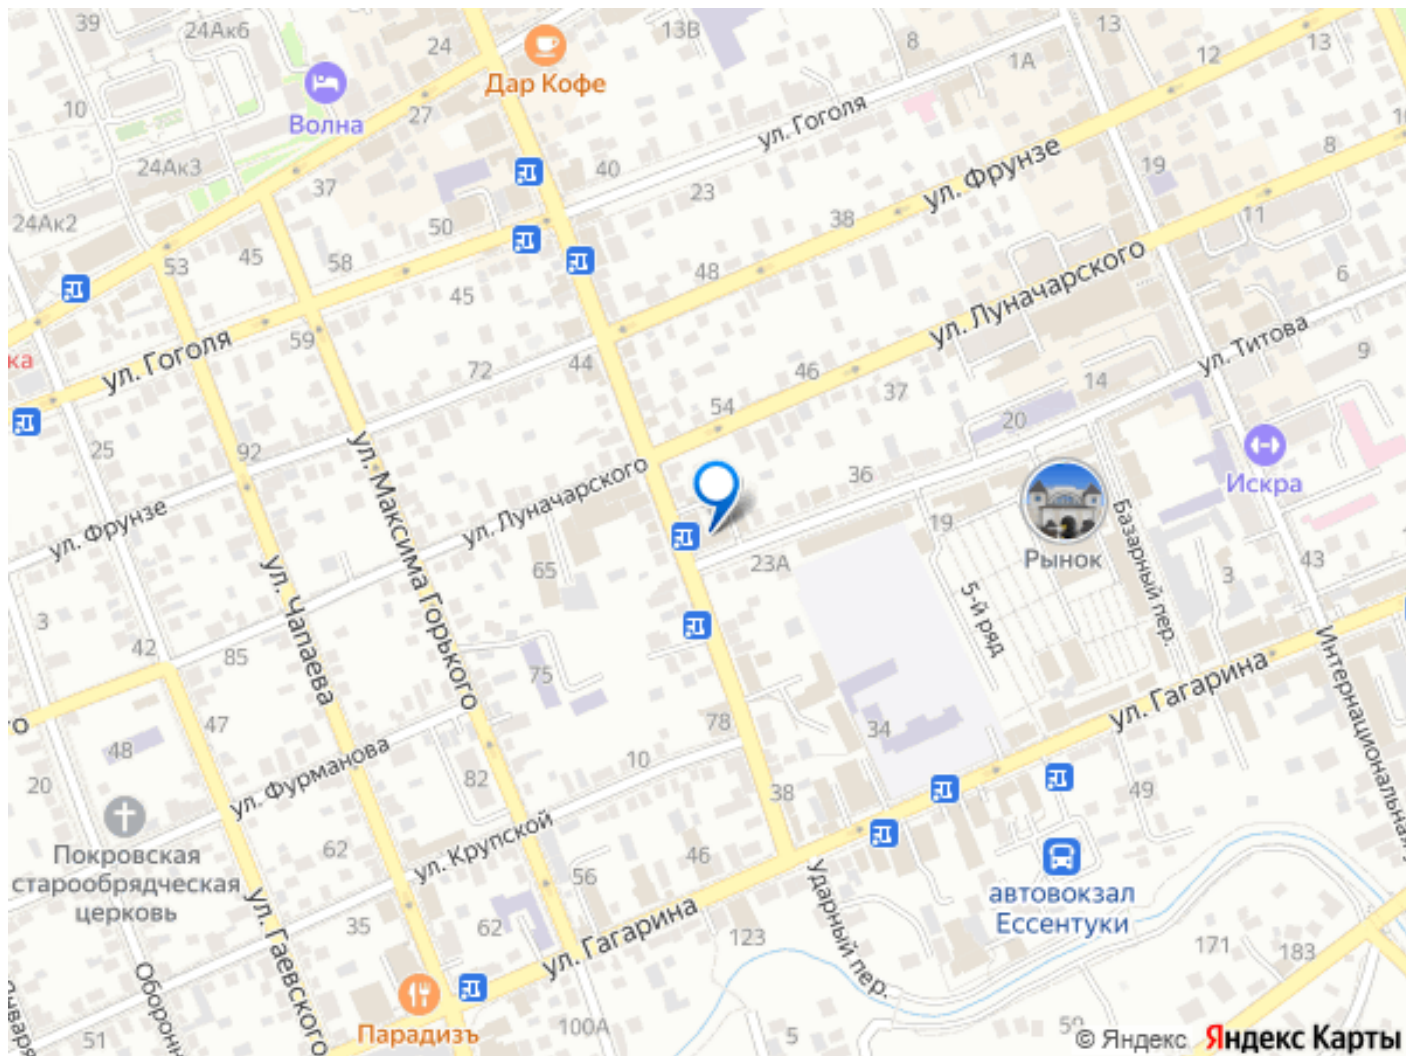 39
24Ак6
24
13В
8
13
13
12
1А
Дар Кофе
10
Волна
27
ул. Гоголя
8
24Ак3
40
ул. Фрунзе
19
37
23
24Ак2
50
38
11
45
58
53
48
ул. Луначарского
6
45
59
ул. Гоголя
44
72
46
ул. Титова
9
37
14
54
20
25
92
36
ул. Луначарского
Искра
ул. Фрунзе
ул. Максима Горького
19
Рынок
Базарный пер.
23А
65
43
3
5-й ряд
3
ул. Чапаева
42
85
75
ул. Гагарина
Интернациональная
47
78
34
48
ул. Фурманова
10
82
20
38
49
Покровская
старообрядческая
церковь
62
ул. Крупской
46
56
Ударный пер.
автовокзал
Ессентуки
ул. Гаевского
35
62
ул. Гагарина
123
171
183
Парадизъ
100А
51
5
© Яндекс
Яндекс Карты